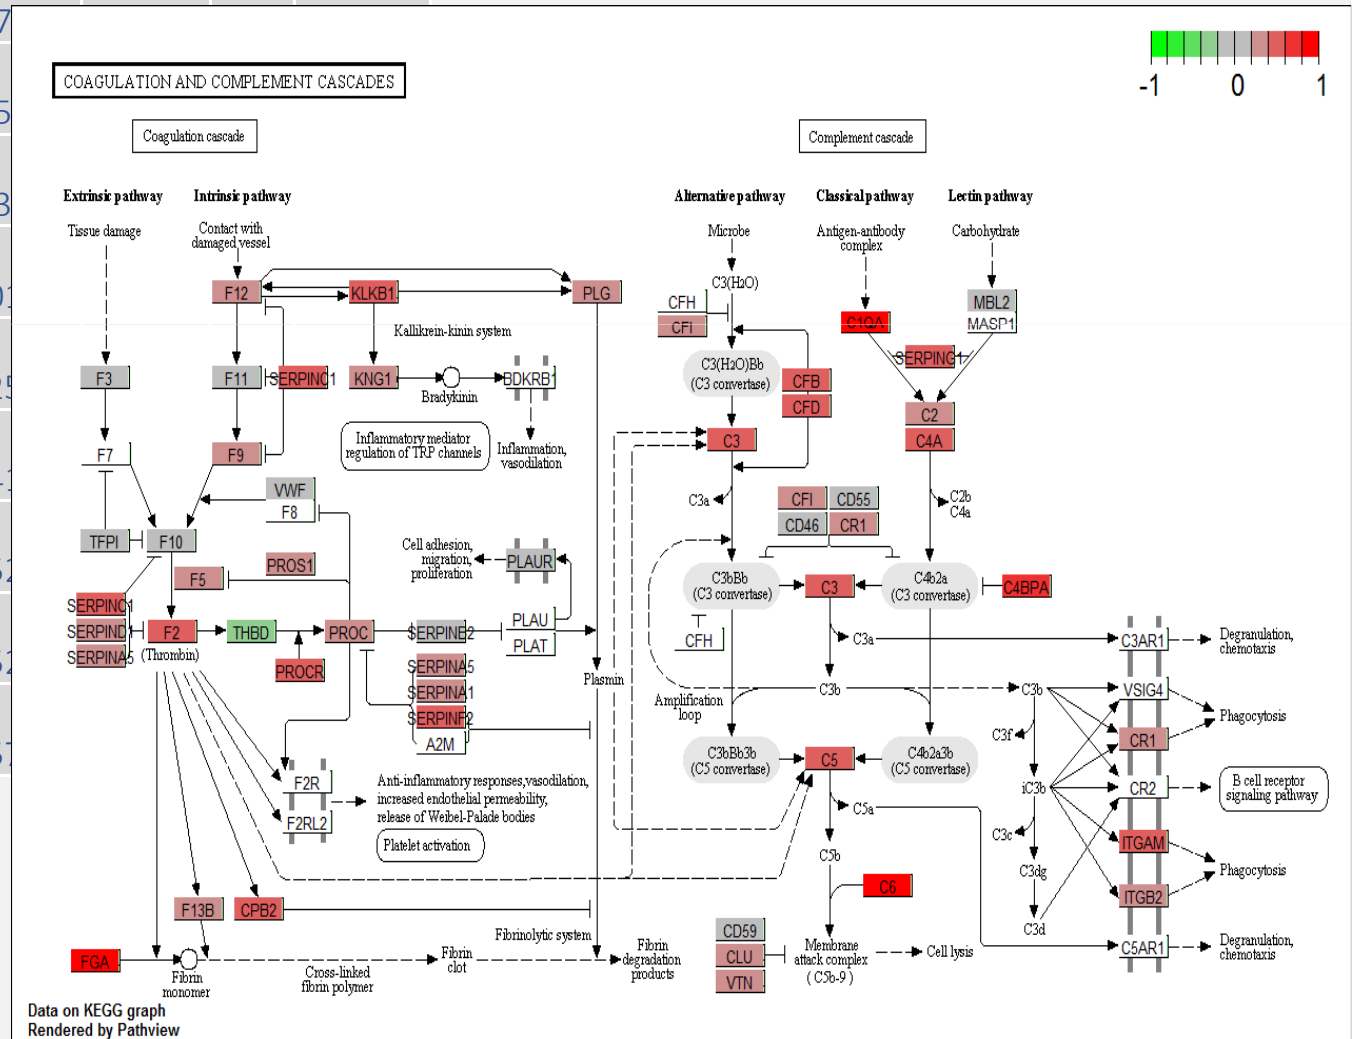 -1
0
1
COAGULATION AND COMPLEMENT CASCADES
Coagulation cascade
Complement cascade
Extrinsic pathway
Intrinsic pathway
Alternative pathway
Classical pathway
Lectin pathway
Tissue damage
Contact with
damaged vessel
Microbe
Antigen-antibody
complex
Carbohydrate
C3(H2O)
F12
KLKB1
PLG
CFH
CFI
C1QA
MBL2
MASP1
Kallikrein-kinin system
SERPING1
F3
F11
SERPINC1
KNG1
Bradykinin
BDKRB1
C3(H2O)Bb
(C3 convertase)
CFB
CFD
C2
C4A
C3
F7
F9
Inflammatory mediator
regulation of TRP channels
Inflammation,
vasodilation
VWF
F8
C3a
CFI
CD55
CD46
CR1
C2b
C4a
TFPI
F10
Cell adhesion,
migration,
proliferation
PLAUR
PROS1
F5
C3bBb
(C3 convertase)
C3
C4b2a
(C3 convertase)
C4BPA
SERPINC1
SERPIND1
SERPINA5
F2
(Thrombin)
THBD
PROC
SERPINE2
PLAU
PLAT
PROCR
CFH
C3a
C3AR1
Degranulation,
chemotaxis
SERPINA5
SERPINA1
SERPINF2
A2M
Plasmin
Amplification
loop
C3b
C3b
VSIG4
Phagocytosis
C3f
CR1
C3bBb3b
(C5 convertase)
C5
C4b2a3b
(C5 convertase)
F2R
F2RL2
Anti-inflammatory responses,vasodilation,
increased endothelial permeability,
release of Weibel-Palade bodies
Platelet activation
iC3b
CR2
B cell receptor
signaling pathway
C5a
C3c
ITGAM
C5b
C3dg
Phagocytosis
C6
ITGB2
F13B
CPB2
C3d
Fibrinolytic system
CD59
CLU
VTN
Membrane
attack complex
( C5b-9 )
Cell lysis
C5AR1
Degranulation,
chemotaxis
FGA
Fibrin
monomer
Cross-linked
fibrin polymer
Fibrin
clot
Fibrin
degradation
products
Data on KEGG graph
Rendered by Pathview